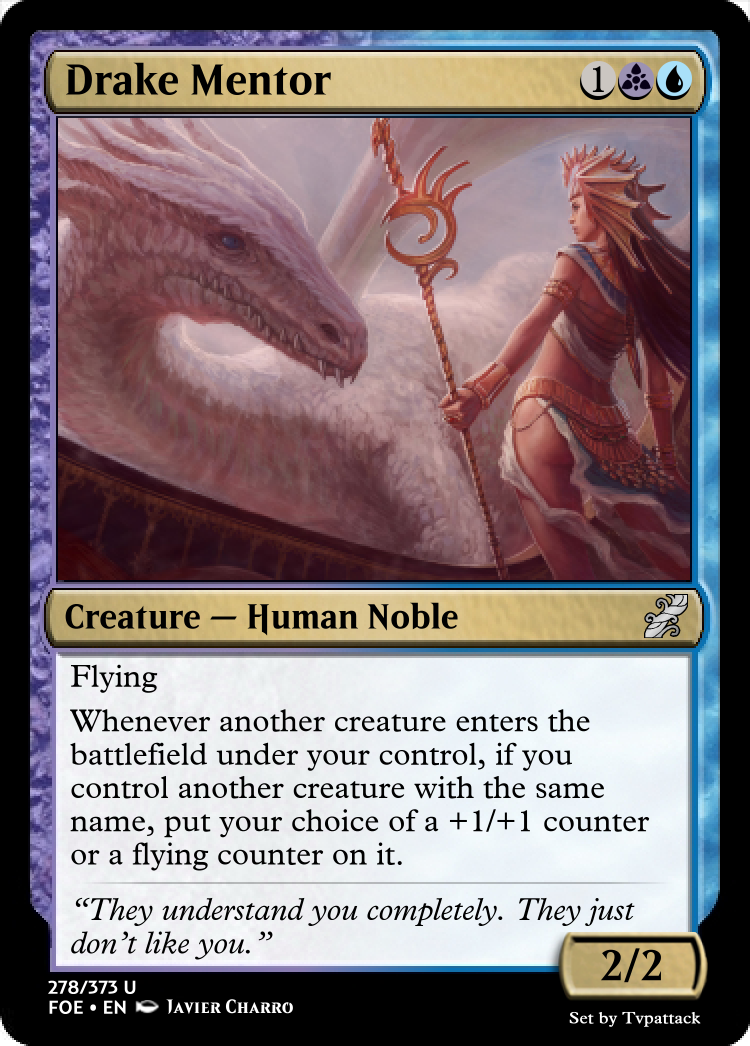 Drake Mentor 1
Creature — Human Noble
Flying
Whenever another creature enters the
battlefield under your control, if you
control another creature with the same
name, put your choice of a +1/+1 counter
or a flying counter on it.
“They understand you completely. They just
don’t like you.”
2/2
278/373 U
FOE • EN Javier Charro
Set by Tvpattack